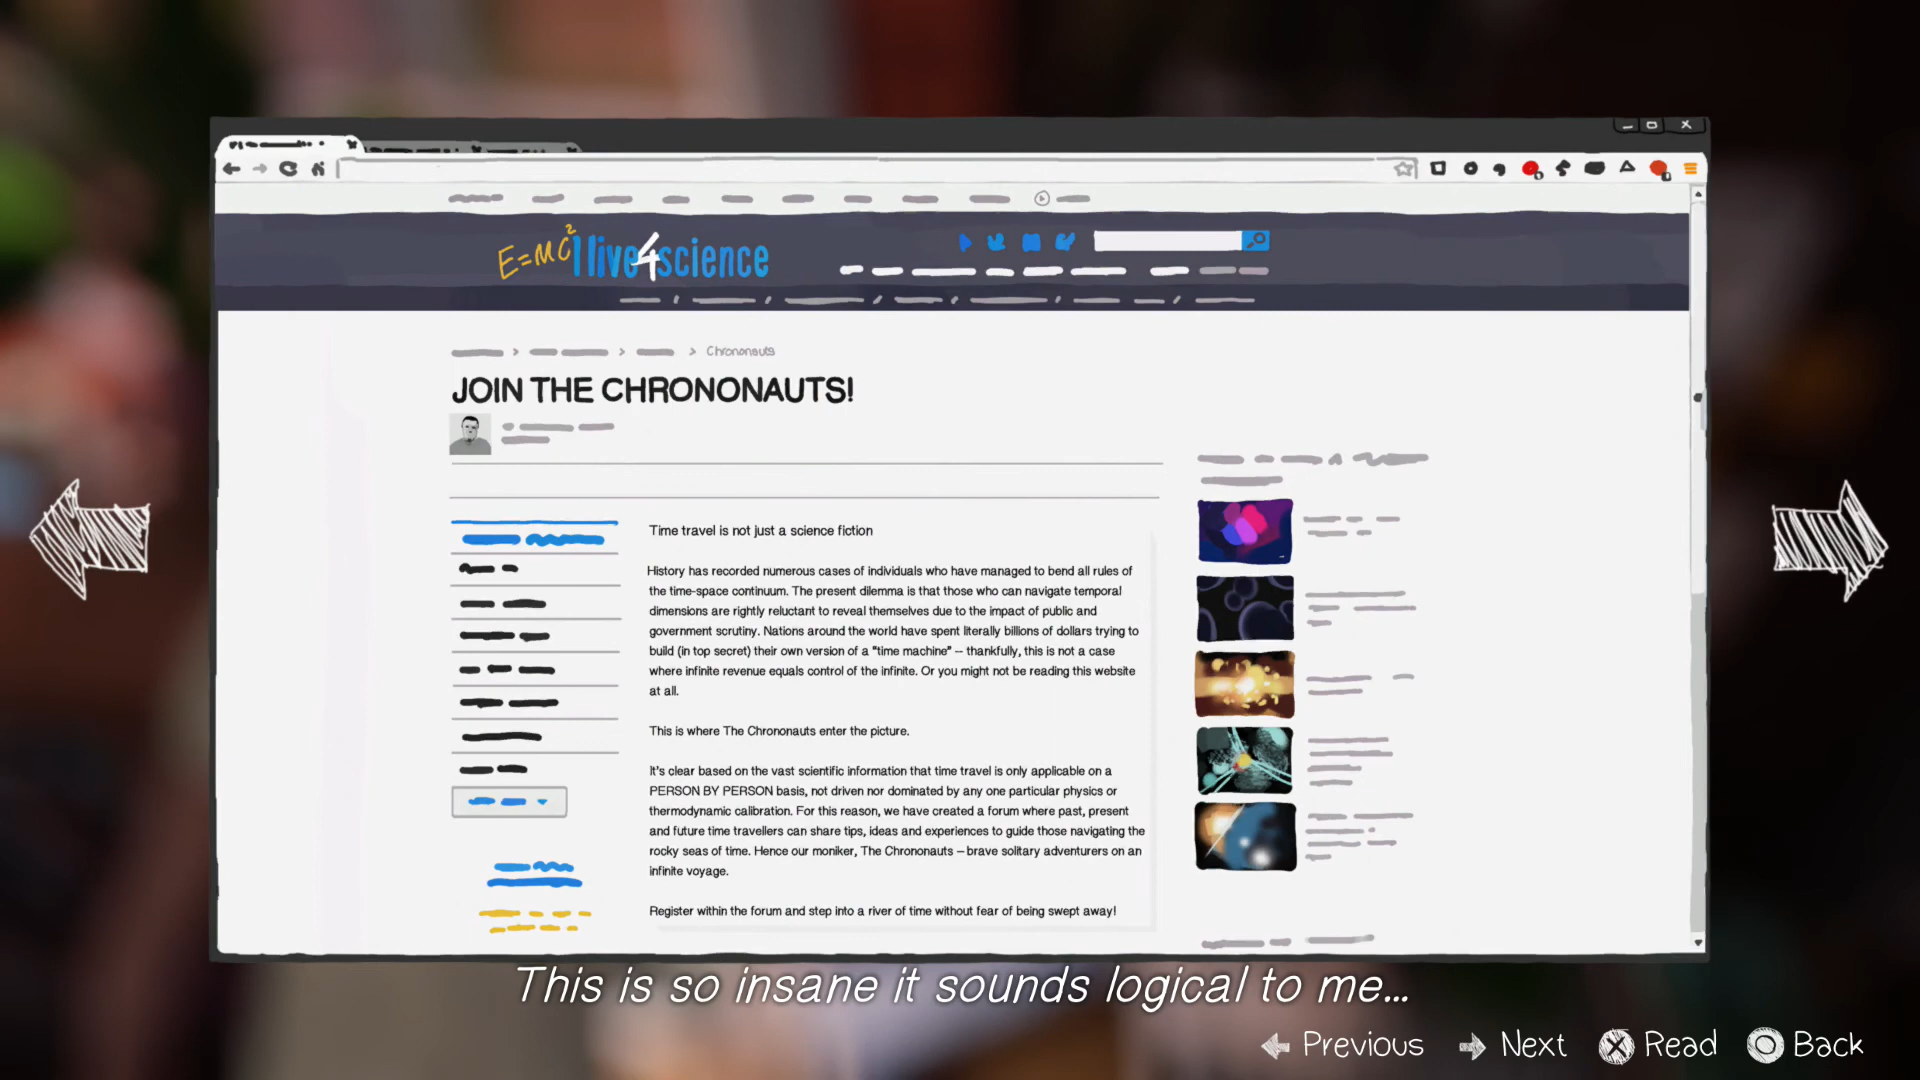 E=MC² I live4science
Chrononauts
JOIN THE CHRONONAUTS!
Time travel is not just a science fiction
History has recorded numerous cases of individuals who have managed to bend all rules of
the time-space continuum. The present dilemma is that those who can navigate temporal
dimensions are rightly reluctant to reveal themselves due to the impact of public and
government scrutiny. Nations around the world have spent literally billions of dollars trying to
build (in top secret) their own version of a "time machine" – thankfully, this is not a case
where infinite revenue equals control of the infinite. Or you might not be reading this website
at all.
This is where The Chrononauts enter the picture.
It's clear based on the vast scientific information that time travel is only applicable on a
PERSON BY PERSON basis, not driven nor dominated by any one particular physics or
thermodynamic calibration. For this reason, we have created a forum where past, present
and future time travellers can share tips, ideas and experiences to guide those navigating the
rocky seas of time. Hence our moniker, The Chrononauts – brave solitary adventurers on an
infinite voyage.
Register within the forum and step into a river of time without fear of being swept away!
This is so insane it sounds logical to me...
Previous Next Read Back